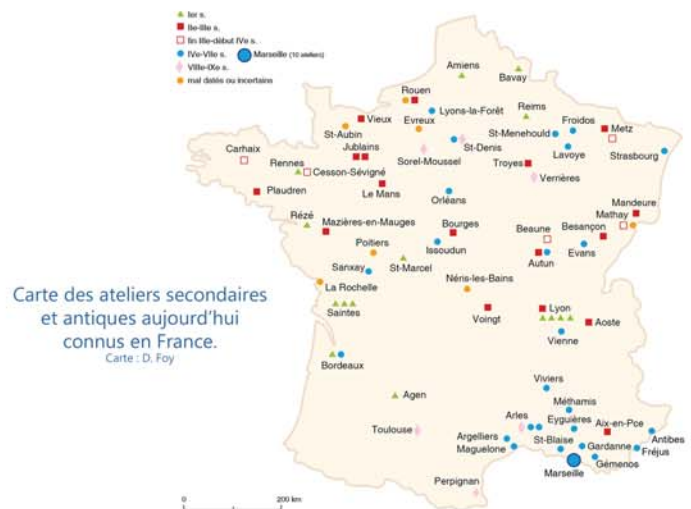 Ier s.
IIe-IIIe s.
fin IIIe-début IVe s.
IVe-VIIe s.
Marseille (10 ateliers)
VIIIe-IXe s.
mal datés ou incertains
Amiens
Bavay
Rouen
Lyons-la-Forêt
Reims
Froidos
Vieux
Evreux
St-Aubin
St-Menehould
Metz
Carhaix
Jublains
St-Denis
Sorel-Moussel
Lavoye
Strasbourg
Rennes
Cesson-Sévigné
Troyes
Verrières
Plaudren
Le Mans
Orléans
Mandeure
Rézé
Mazières-en-Mauges
Bourges
Beaune
Besançon
Mathay
Poitiers
Issoudun
Evans
Sanxay
St-Marcel
Autun
Néris-les-Bains
La Rochelle
Carte des ateliers secondaires
et antiques aujourd'hui
connus en France.
Carte : D. Foy
Saintes
Voingt
Lyon
Aoste
Vienne
Bordeaux
Viviers
Agen
Méthamis
Arles
Eyguières
Aix-en-Pce
Toulouse
Argelliers
St-Blaise
Gardanne
Antibes
Maguelone
Fréjus
Gémenos
Marseille
Perpignan
0
200 km